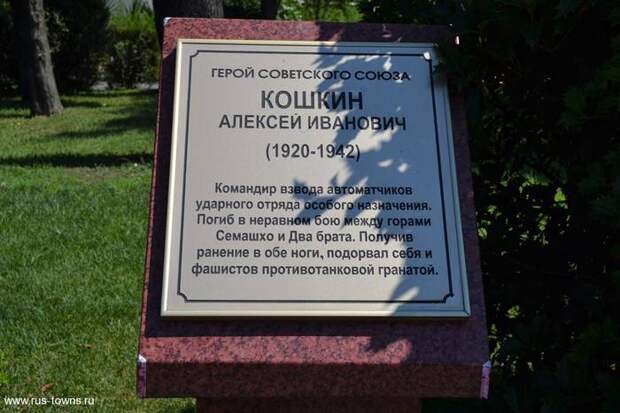 ГЕРОЙ СОВЕТСКОГО СОЮЗА
КОШКИН
АЛЕКСЕЙ ИВАНОВИЧ
(1920-1942)
Командир взвода автоматчиков
ударного отряда особого назначения.
Погиб в неравном бою между горами
Семашхо и Два брата. Получив
ранение в обе ноги, подорвал себя и
фашистов противотанковой гранатой.
www.rus-towns.ru